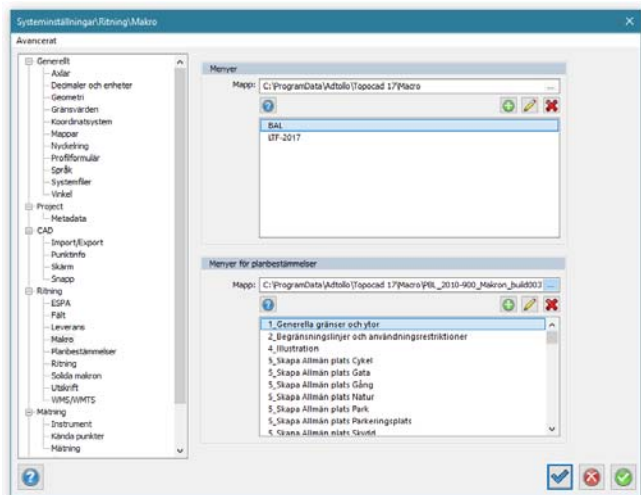 Systeminställningar\Ritning\Makro
Avancerat
Generellt
Axlar
Decimaler och enheter
Geometri
Gränsvärden
Koordinatsystem
Mappar
Nyckelring
Profilformulär
Språk
Systemfiler
Vinkel
Project
Metadata
CAD
Import/Export
Punktinfo
Skärm
Snapp
Ritning
ESPA
Fält
Leverans
Makro
Planbestämmelser
Ritning
Solida makron
Utskrift
WMS/WMTS
Mätning
Instrument
Kända punkter
Mätning
Menyer
Mapp: C:\ProgramData\Adtollo\Topocad 17\Macro ...
BAL
LTF-2017
Menyer för planbestämmelser
Mapp: C:\ProgramData\Adtollo\Topocad 17\Macro\PBL_2010-900_Makron_build003 ...
1_Generella gränser och ytor
2_Begränsningslinjer och användningsrestriktioner
4_Illustration
5_Skapa Allmän plats Cykel
5_Skapa Allmän plats Gata
5_Skapa Allmän plats Gång
5_Skapa Allmän plats Natur
5_Skapa Allmän plats Park
5_Skapa Allmän plats Parkeringsplats
5_Skapa Allmän plats Skydd